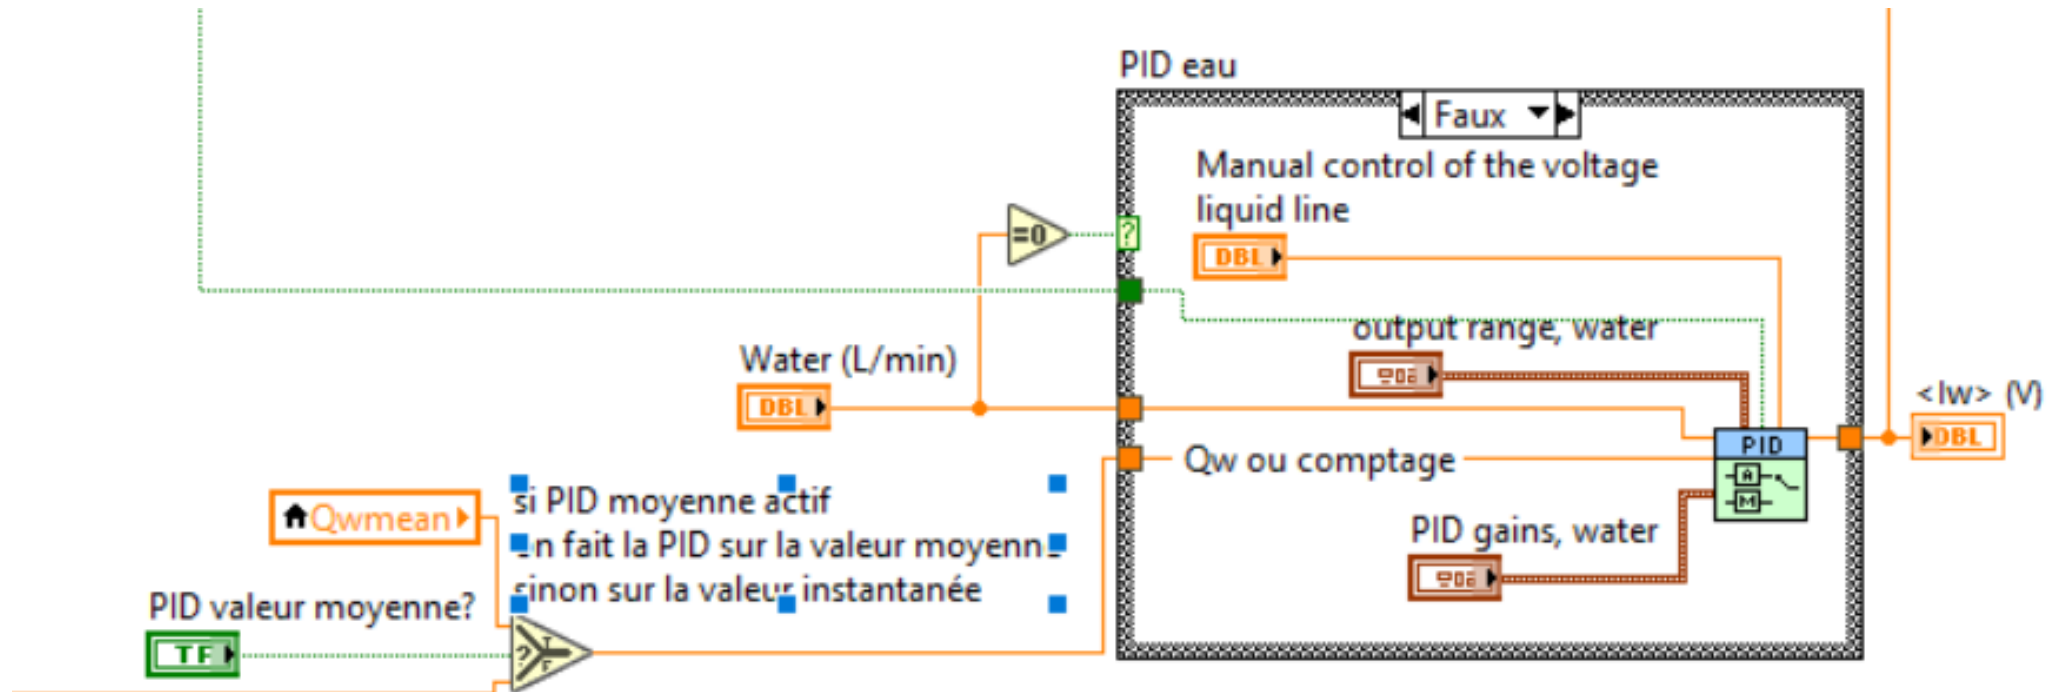 PID eau
Faux
Manual control of the voltage
liquid line
=0
?
DBL
output range, water
Water (L/min)
DBL
<Iw> (V)
DBL
PID
A
M
Qw ou comptage
Qwmean
si PID moyenne actif
on fait la PID sur la valeur moyenne
sinon sur la valeur instantanée
PID gains, water
PID valeur moyenne?
TF
?
T
F